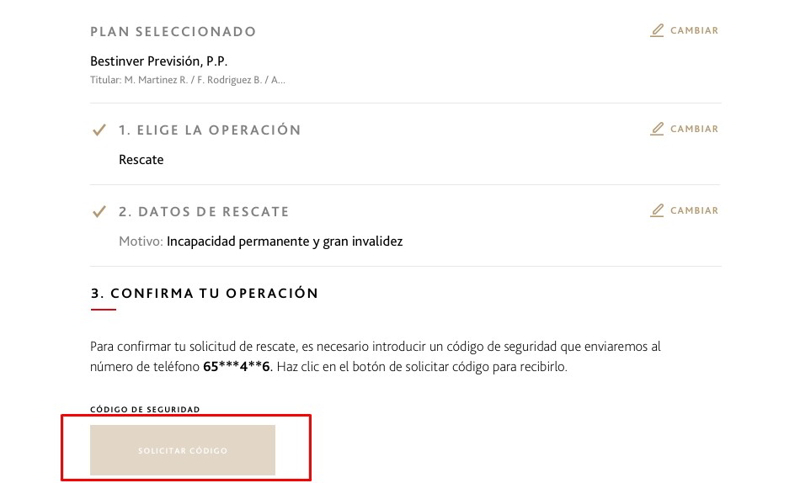 PLAN SELECCIONADO
CAMBIAR
Bestinver Previsión, P.P.
Titular: M. Martinez R. / F. Rodriguez B. / A...
1. ELIGE LA OPERACIÓN
CAMBIAR
Rescate
2. DATOS DE RESCATE
CAMBIAR
Motivo: Incapacidad permanente y gran invalidez
3. CONFIRMA TU OPERACIÓN
Para confirmar tu solicitud de rescate, es necesario introducir un código de seguridad que enviaremos al
número de teléfono 65***4**6. Haz clic en el botón de solicitar código para recibirlo.
CÓDIGO DE SEGURIDAD
SOLICITAR CÓDIGO